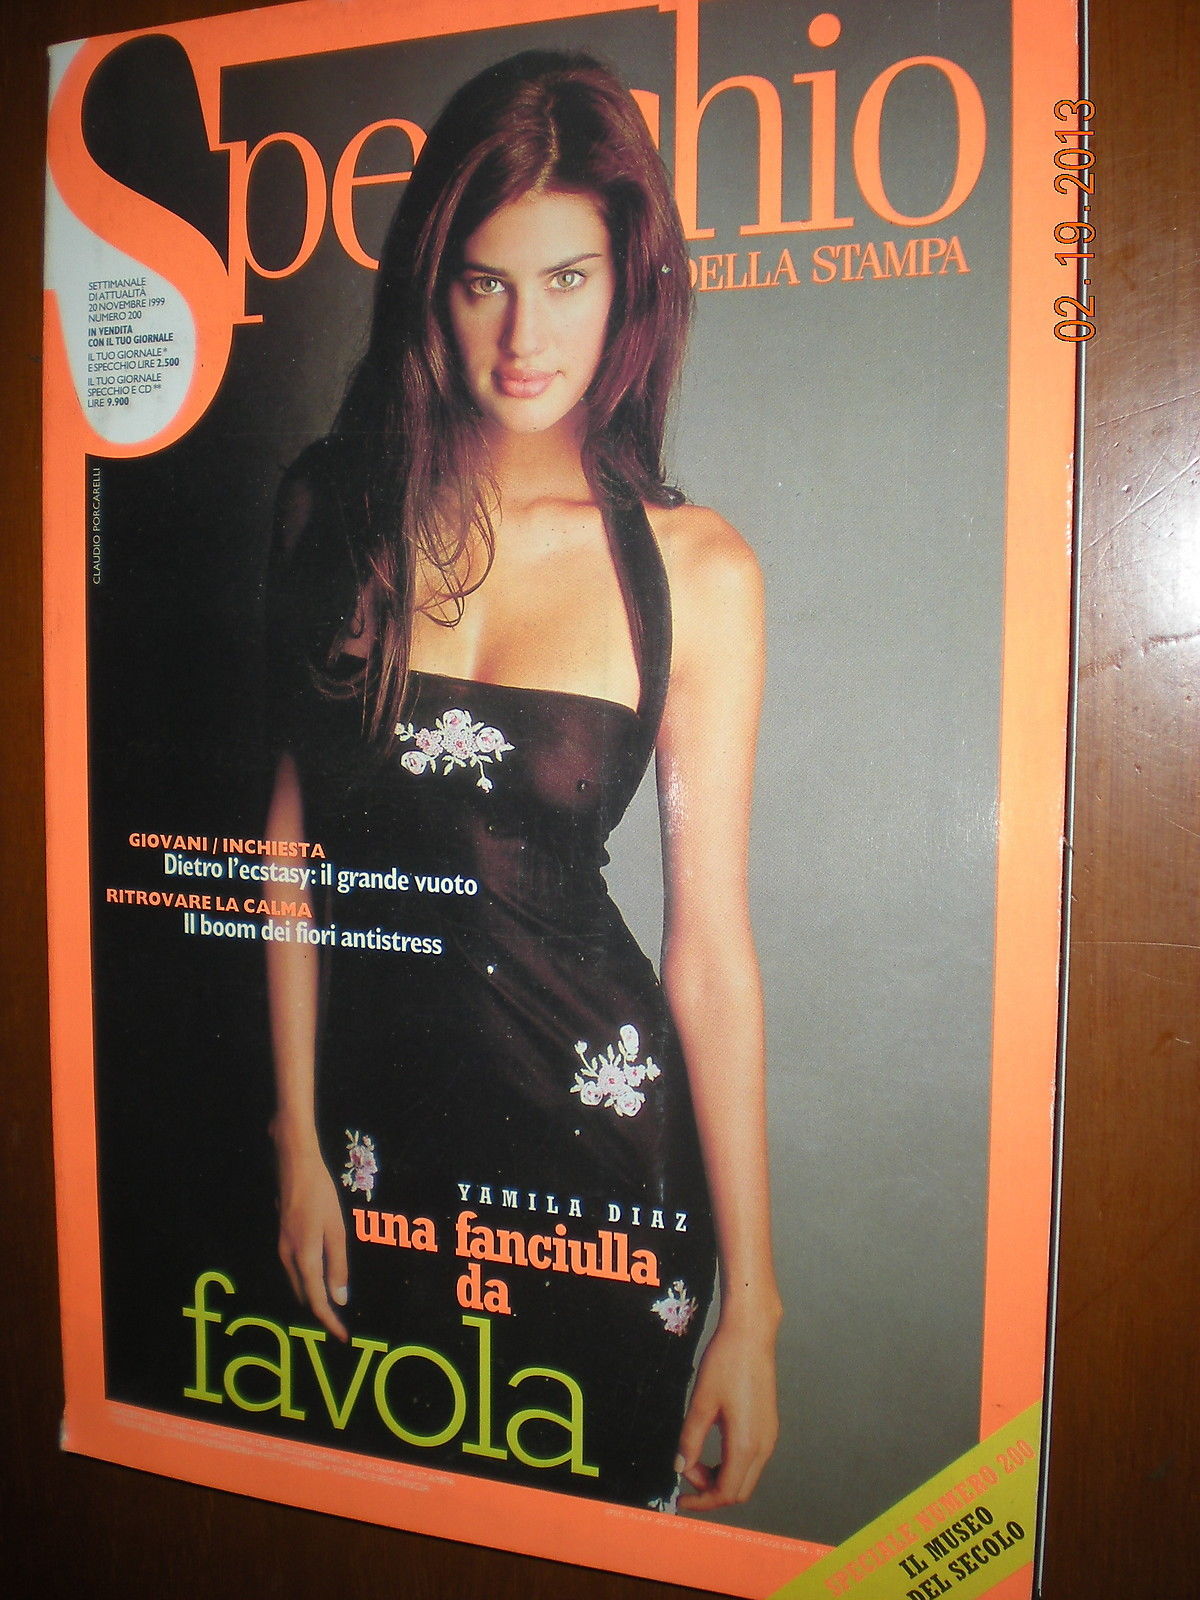 Specchio
DELLA STAMPA
02.19.2013
SETTIMANALE
DI ATTUALITÀ
20 NOVEMBRE 1999
NUMERO 200
IN VENDITA
CON IL TUO GIORNALE
IL TUO GIORNALE*
E SPECCHIO LIRE 2.500
IL TUO GIORNALE
SPECCHIO E CD**
LIRE 9.900
CLAUDIO PORCARELLI
GIOVANI / INCHIESTA
Dietro l'ecstasy: il grande vuoto
RITROVARE LA CALMA
Il boom dei fiori antistress
YAMILA DIAZ
una fanciulla
da
favola
SPECIALE NUMERO 200
IL MUSEO
DEL SECOLO